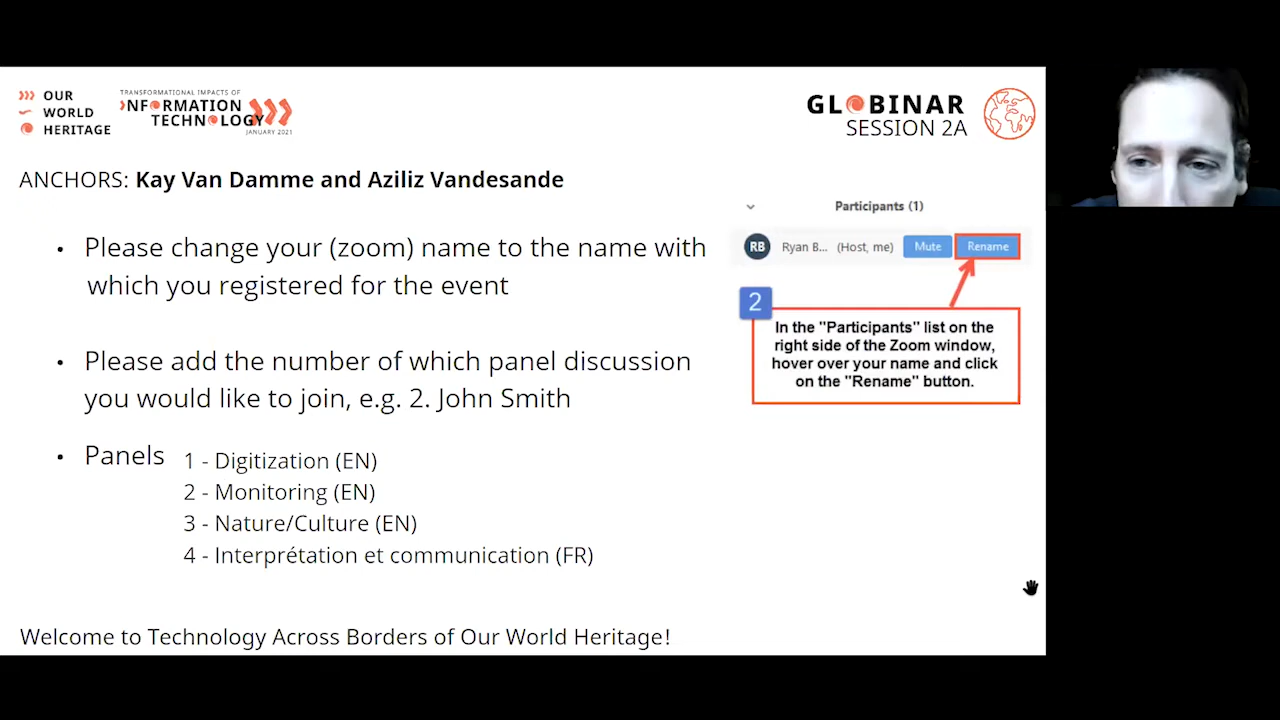 OUR
WORLD
HERITAGE
TRANSFORMATIONAL IMPACTS OF
INFORMATION
TECHNOLOGY
JANUARY 2021
GLOBINAR
SESSION 2A
ANCHORS: Kay Van Damme and Aziliz Vandesande
Participants (1)
RB Ryan B... (Host, me) Mute Rename
2
In the "Participants" list on the
right side of the Zoom window,
hover over your name and click
on the "Rename" button.
• Please change your (zoom) name to the name with
which you registered for the event
• Please add the number of which panel discussion
you would like to join, e.g. 2. John Smith
• Panels
1 - Digitization (EN)
2 - Monitoring (EN)
3 - Nature/Culture (EN)
4 - Interprétation et communication (FR)
Welcome to Technology Across Borders of Our World Heritage!